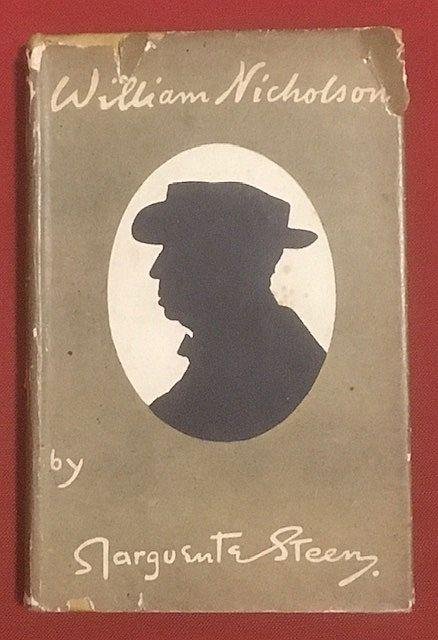 William Nicholson
by
Marguerite Steen.